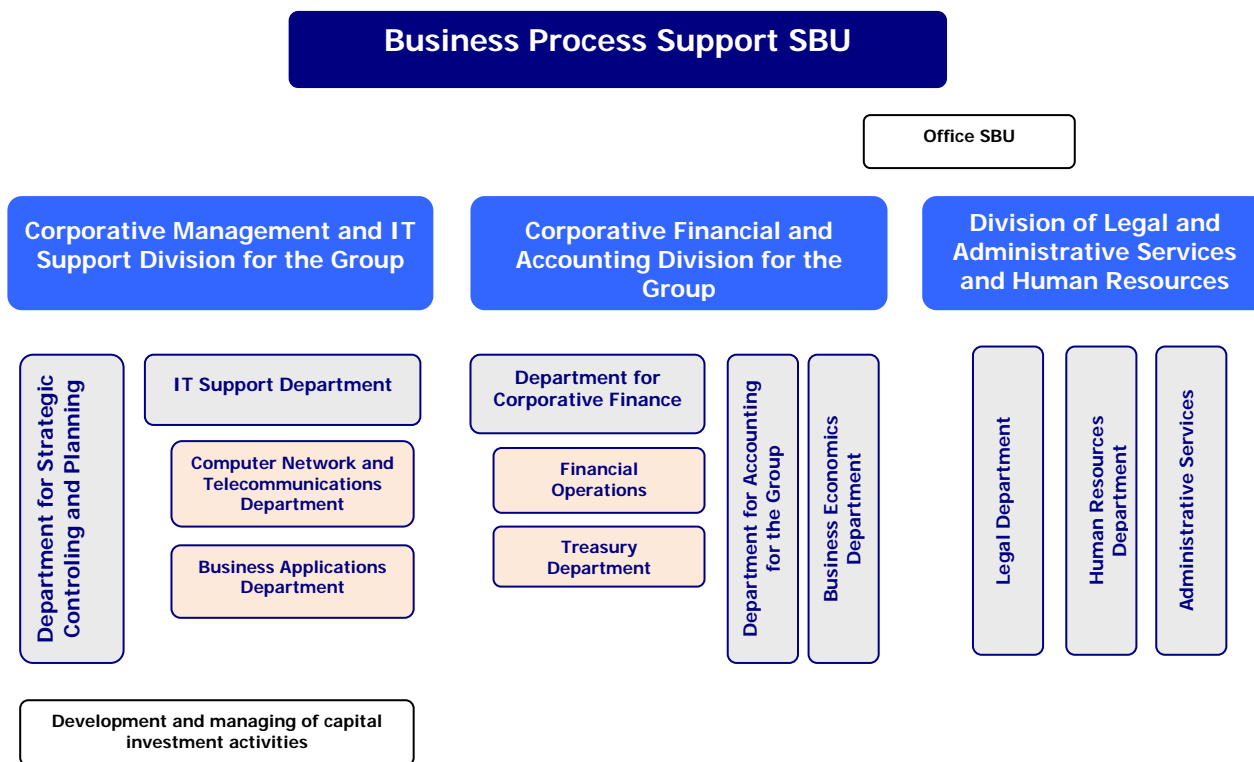 Business Process Support SBU
Office SBU
Corporative Management and IT
Support Division for the Group
Corporative Financial and
Accounting Division for the
Group
Division of Legal and
Administrative Services
and Human Resources
Department for Strategic
Controling and Planning
IT Support Department
Computer Network and
Telecommunications
Department
Business Applications
Department
Department for
Corporative Finance
Financial
Operations
Treasury
Department
Department for Accounting
for the Group
Business Economics
Department
Legal Department
Human Resources
Department
Administrative Services
Development and managing of capital
investment activities